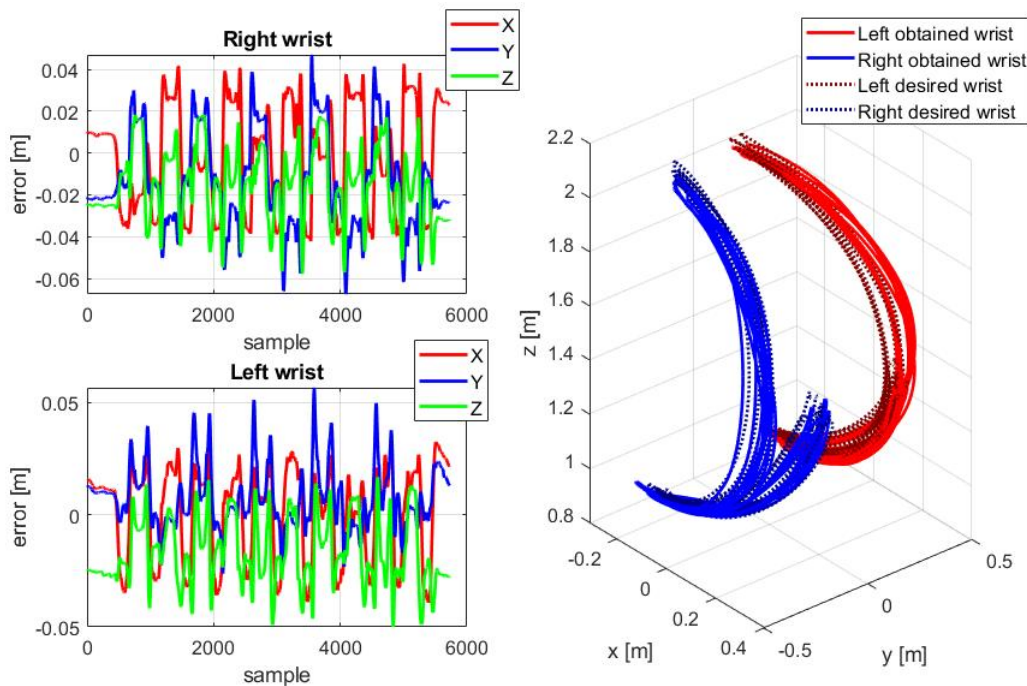 Right wrist
X
Y
Z
0.04
0.02
0
-0.02
-0.04
-0.06
error [m]
0
2000
4000
6000
sample
Left wrist
X
Y
Z
0.05
0
-0.05
error [m]
0
2000
4000
6000
sample
Left obtained wrist
Right obtained wrist
Left desired wrist
Right desired wrist
2.2
2
1.8
1.6
1.4
1.2
1
0.8
z [m]
-0.2
0
0.2
0.4
x [m]
-0.5
0
0.5
y [m]